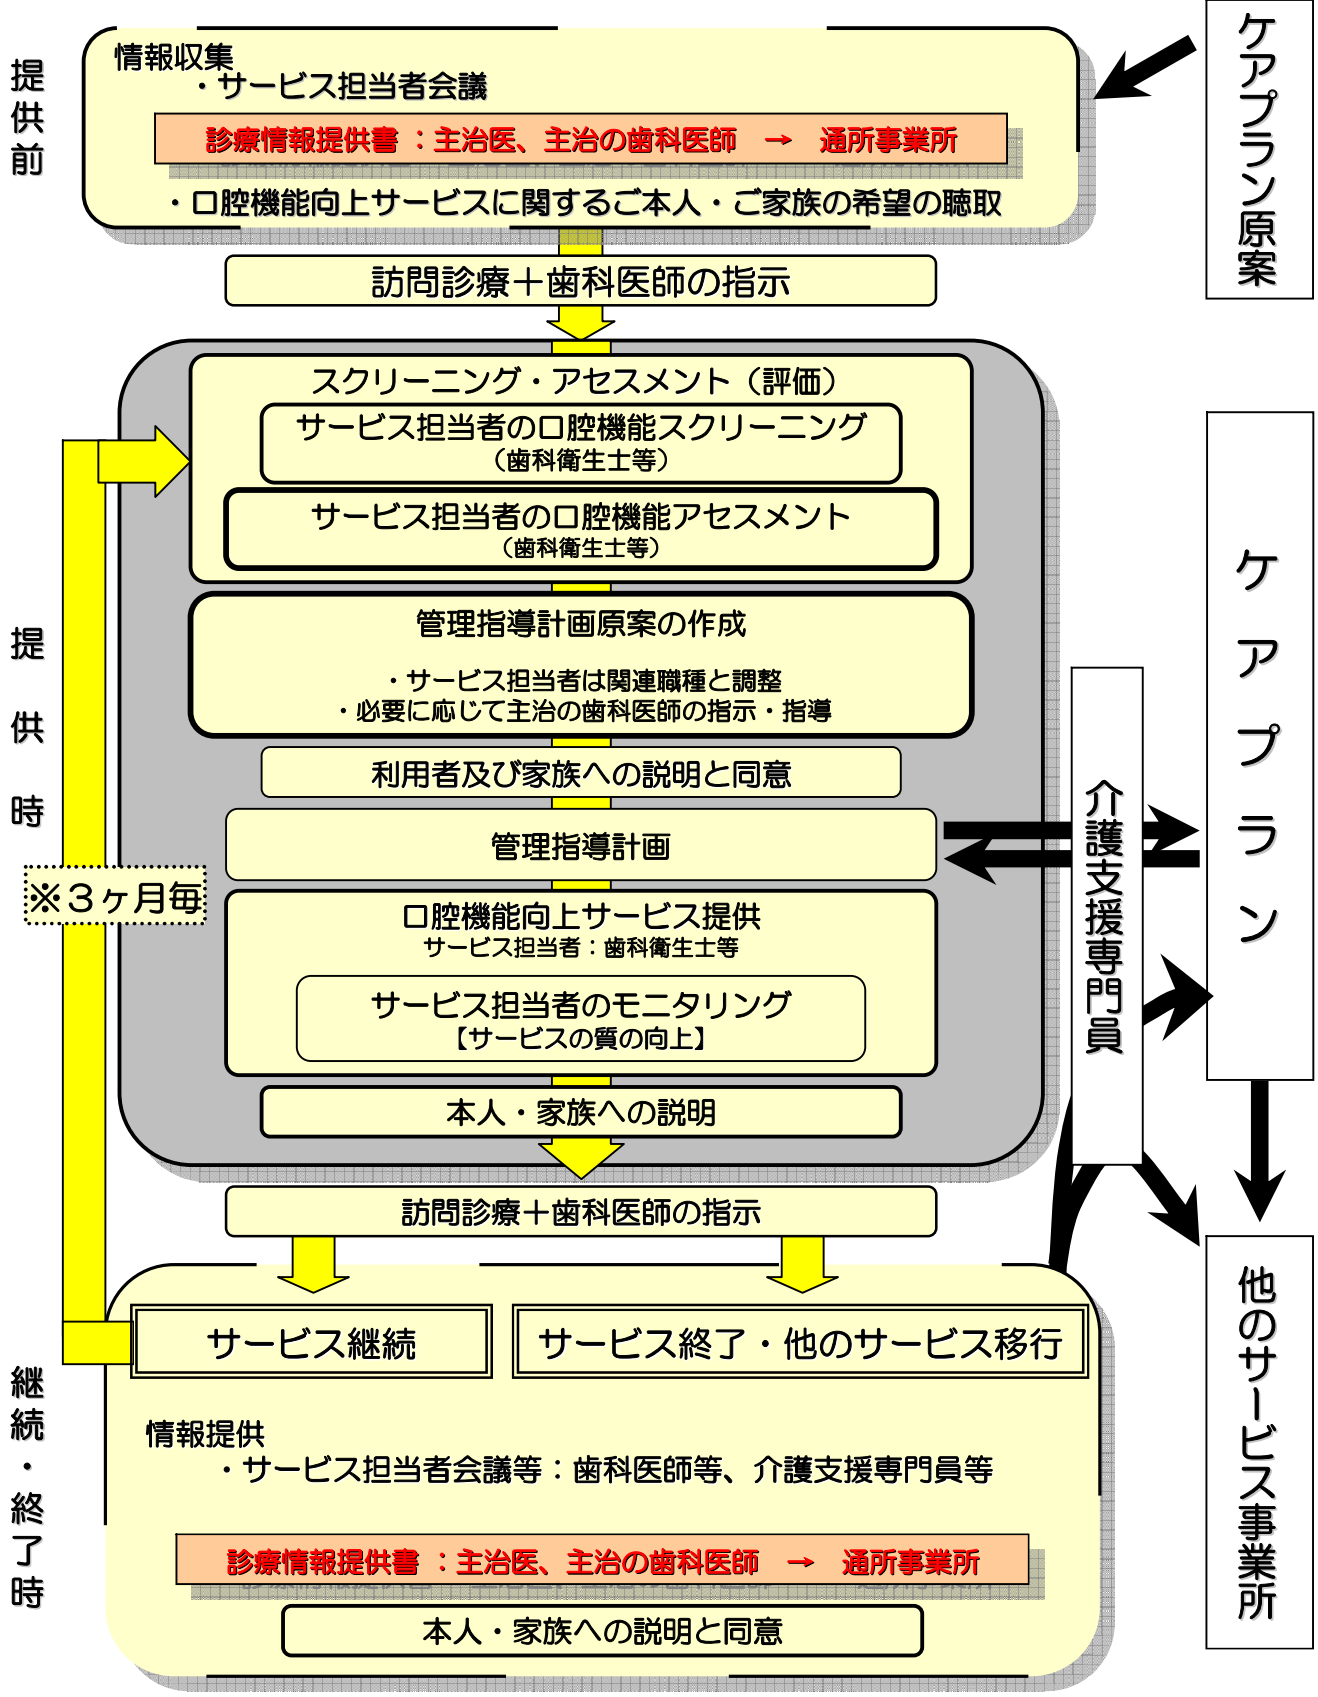 提供前
情報収集
・サービス担当者会議
診療情報提供書：主治医、主治の歯科医師　→　通所事業所
・口腔機能向上サービスに関するご本人・ご家族の希望の聴取
ケアプラン原案
訪問診療＋歯科医師の指示
提供時
スクリーニング・アセスメント（評価）
サービス担当者の口腔機能スクリーニング
（歯科衛生士等）
サービス担当者の口腔機能アセスメント
（歯科衛生士等）
管理指導計画原案の作成
・サービス担当者は関連職種と調整
・必要に応じて主治の歯科医師の指示・指導
利用者及び家族への説明と同意
管理指導計画
※３ヶ月毎
口腔機能向上サービス提供
サービス担当者：歯科衛生士等
サービス担当者のモニタリング
【サービスの質の向上】
本人・家族への説明
介護支援専門員
ケアプラン
訪問診療＋歯科医師の指示
継続・終了時
サービス継続
サービス終了・他のサービス移行
情報提供
・サービス担当者会議等：歯科医師等、介護支援専門員等
診療情報提供書：主治医、主治の歯科医師　→　通所事業所
本人・家族への説明と同意
他のサービス事業所